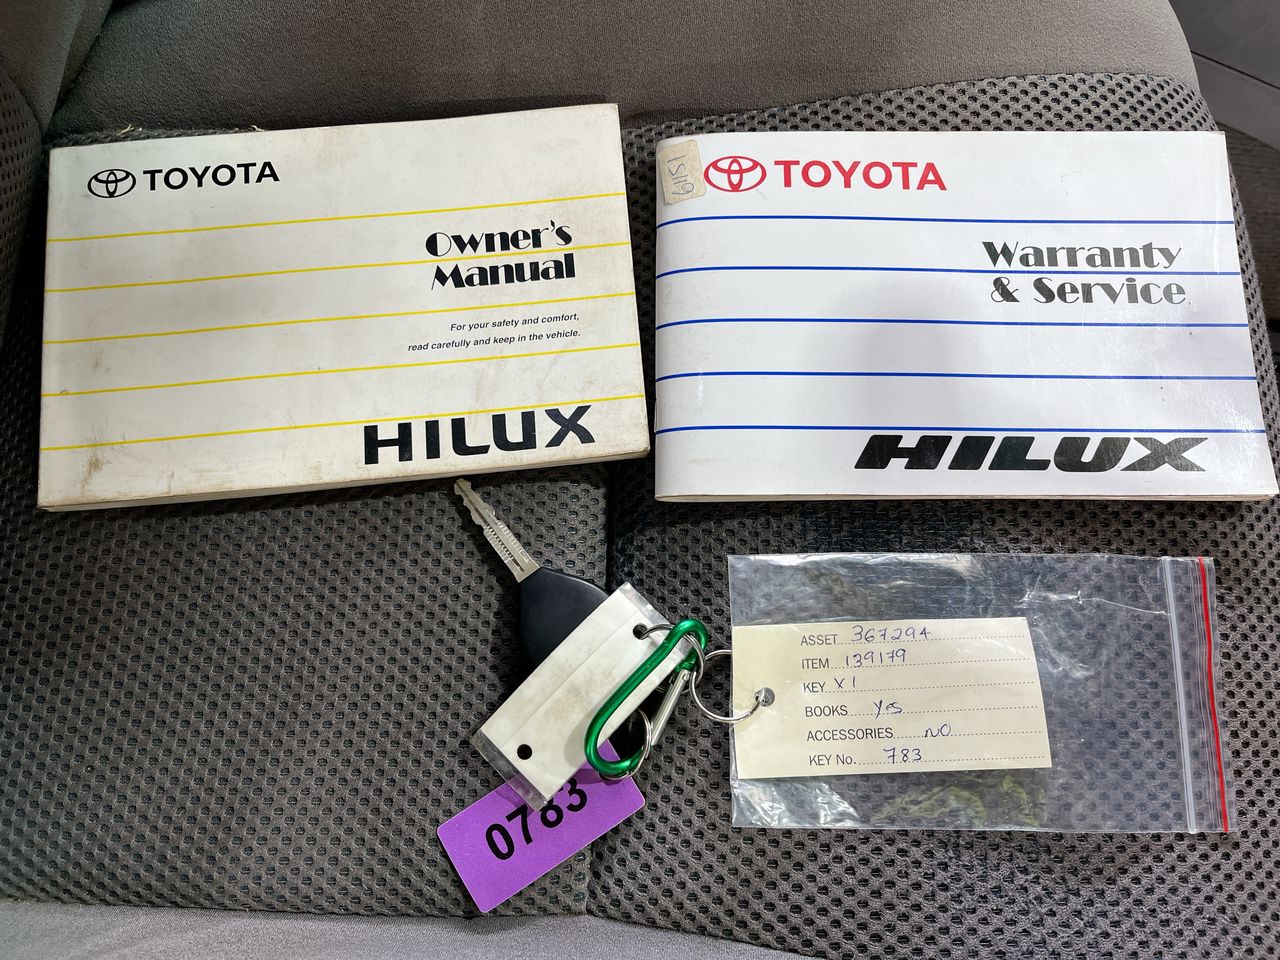 TOYOTA
Owner's
Manual
For your safety and comfort,
read carefully and keep in the vehicle.
HILUX
6151
TOYOTA
Warranty
& Service
HILUX
ASSET 367294
ITEM 139179
KEY X 1
BOOKS Yes
ACCESSORIES NO
KEY No. 783
0783